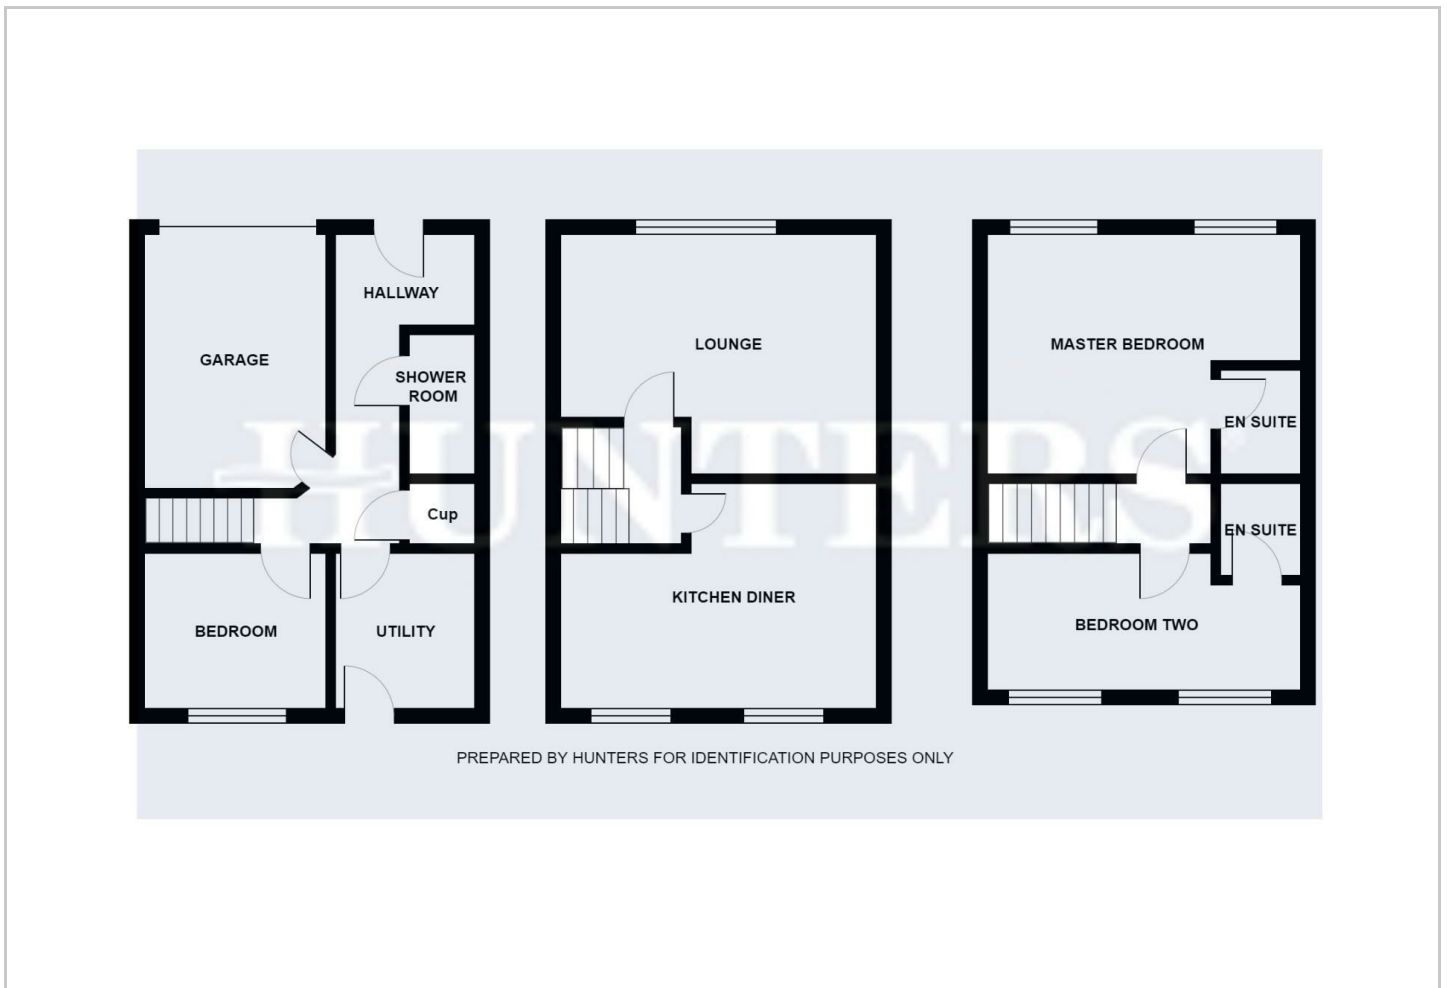 HALLWAY
GARAGE
SHOWER
ROOM
Cup
BEDROOM
UTILITY
LOUNGE
KITCHEN DINER
MASTER BEDROOM
EN SUITE
EN SUITE
BEDROOM TWO
HUNTERS
PREPARED BY HUNTERS FOR IDENTIFICATION PURPOSES ONLY